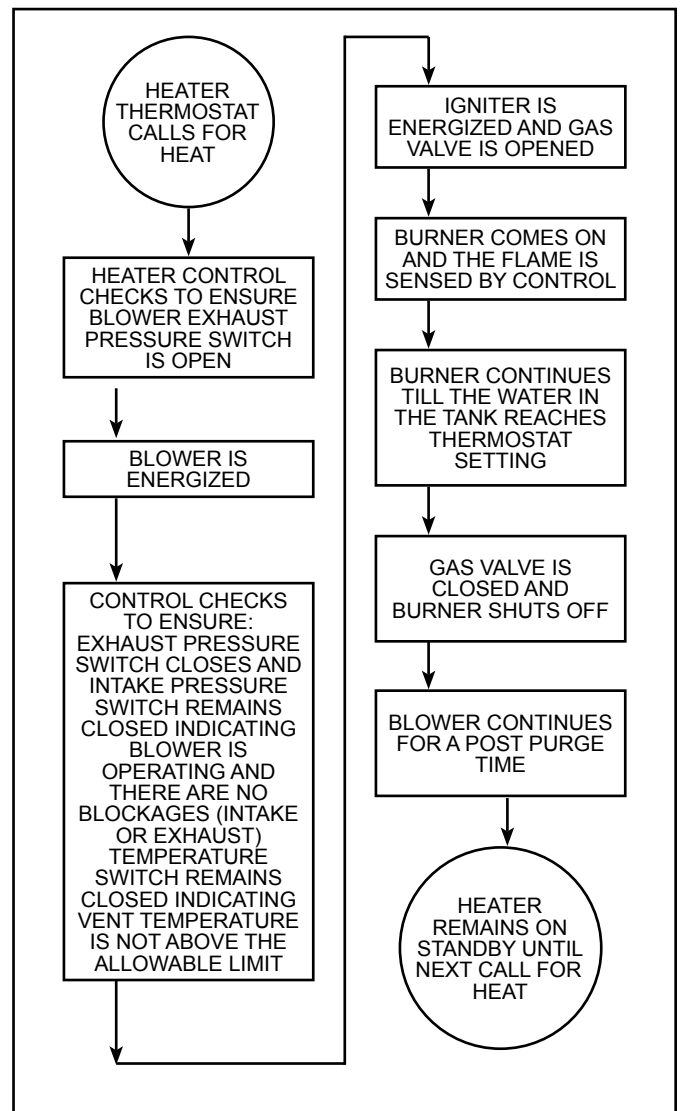 HEATER
THERMOSTAT
CALLS FOR
HEAT
HEATER CONTROL
CHECKS TO ENSURE
BLOWER EXHAUST
PRESSURE SWITCH
IS OPEN
BLOWER IS
ENERGIZED
CONTROL CHECKS
TO ENSURE:
EXHAUST PRESSURE
SWITCH CLOSES AND
INTAKE PRESSURE
SWITCH REMAINS
CLOSED INDICATING
BLOWER IS
OPERATING AND
THERE ARE NO
BLOCKAGES (INTAKE
OR EXHAUST)
TEMPERATURE
SWITCH REMAINS
CLOSED INDICATING
VENT TEMPERATURE
IS NOT ABOVE THE
ALLOWABLE LIMIT
IGNITER IS
ENERGIZED AND GAS
VALVE IS OPENED
BURNER COMES ON
AND THE FLAME IS
SENSED BY CONTROL
BURNER CONTINUES
TILL THE WATER IN
THE TANK REACHES
THERMOSTAT
SETTING
GAS VALVE IS
CLOSED AND
BURNER SHUTS OFF
BLOWER CONTINUES
FOR A POST PURGE
TIME
HEATER
REMAINS ON
STANDBY UNTIL
NEXT CALL FOR
HEAT